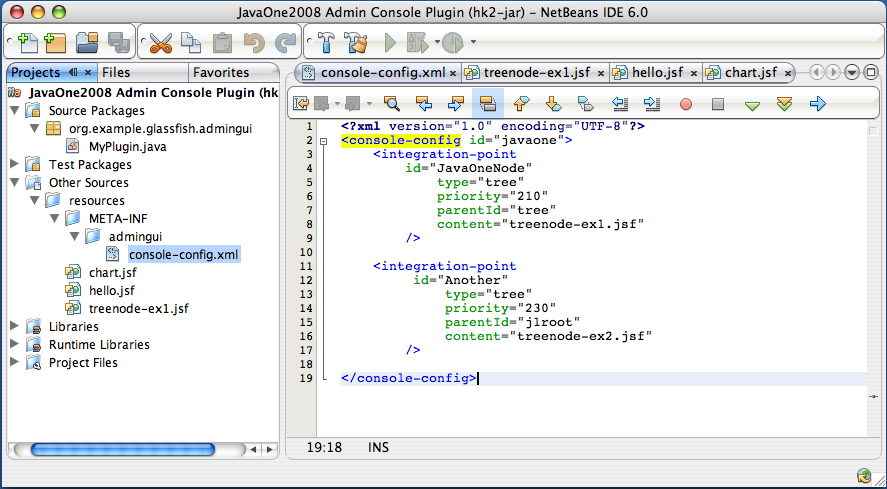 JavaOne2008 Admin Console Plugin (hk2-jar) - NetBeans IDE 6.0
Projects Files Favorites
console-config.xml treenode-ex1.jsf hello.jsf chart.jsf
JavaOne2008 Admin Console Plugin (hk
Source Packages
org.example.glassfish.admingui
MyPlugin.java
Test Packages
Other Sources
resources
META-INF
admingui
console-config.xml
chart.jsf
hello.jsf
treenode-ex1.jsf
Libraries
Runtime Libraries
Project Files
1 <?xml version="1.0" encoding="UTF-8"?>
2 <console-config id="javaone">
3 <integration-point
4 id="JavaOneNode"
5 type="tree"
6 priority="210"
7 parentId="tree"
8 content="treenode-ex1.jsf"
9 />
10
11 <integration-point
12 id="Another"
13 type="tree"
14 priority="230"
15 parentId="j1root"
16 content="treenode-ex2.jsf"
17 />
18
19 </console-config>
19:18 INS